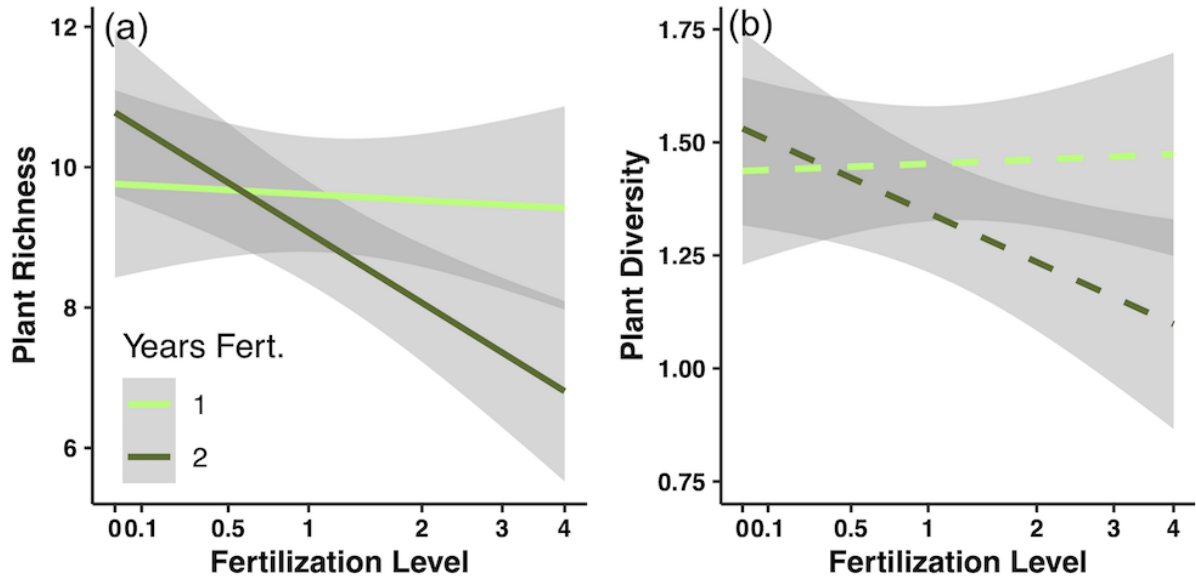 (a)
Plant Richness
12
10
8
6
Years Fert.
1
2
0 0.1 0.5 1 2 3 4
Fertilization Level
(b)
Plant Diversity
1.75
1.50
1.25
1.00
0.75
0 0.1 0.5 1 2 3 4
Fertilization Level